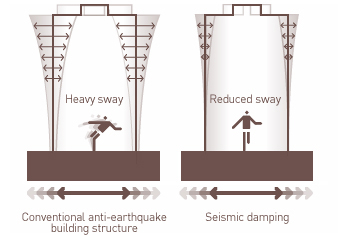 Heavy sway
Reduced sway
Conventional anti-earthquake
building structure
Seismic damping